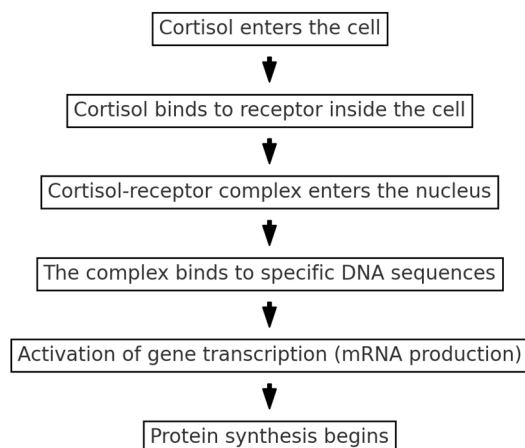 Cortisol enters the cell
Cortisol binds to receptor inside the cell
Cortisol-receptor complex enters the nucleus
The complex binds to specific DNA sequences
Activation of gene transcription (mRNA production)
Protein synthesis begins